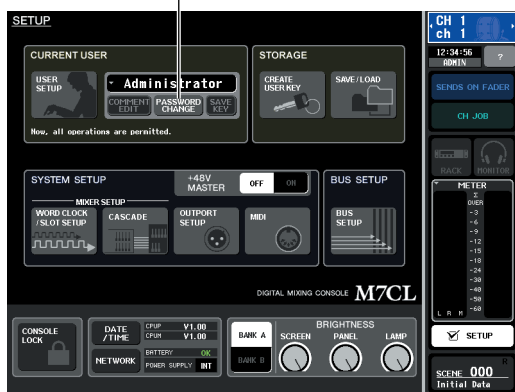 SETUP
CURRENT USER
USER SETUP
Administrator
COMMENT EDIT
PASSWORD CHANGE
SAVE KEY
Now, all operations are permitted.
STORAGE
CREATE USER KEY
SAVE/LOAD
SYSTEM SETUP
+48V MASTER
OFF
ON
MIXER SETUP
WORD CLOCK /SLOT SETUP
CASCADE
OUTPORT SETUP
MIDI
BUS SETUP
BUS SETUP
DIGITAL MIXING CONSOLE M7CL
CONSOLE LOCK
DATE /TIME
CPUP V1.00
CPUM V1.00
NETWORK
BATTERY OK
POWER SUPPLY INT
BANK A
BANK B
BRIGHTNESS
SCREEN
PANEL
LAMP
CH 1
ch 1
12:34:56
ADMIN
?
SENDS ON FADER
CH JOB
RACK
MONITOR
METER
Σ
OVER
-3
-6
-9
-12
-15
-18
-24
-30
-40
-50
-60
L R M
SETUP
R
SCENE 000
Initial Data